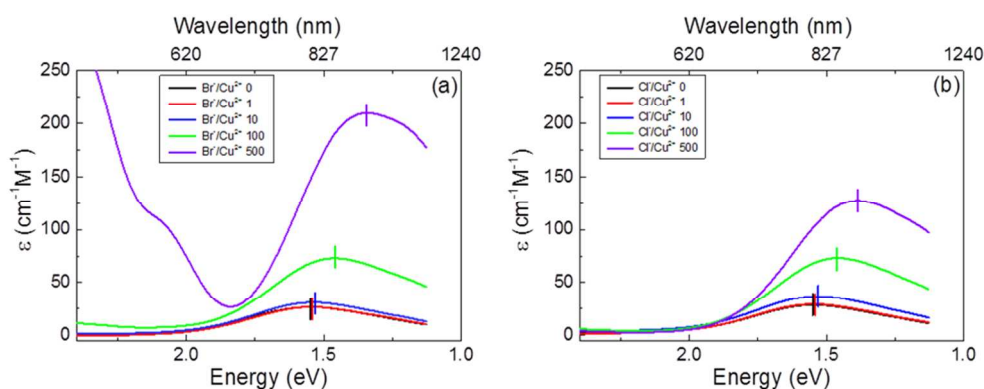 Wavelength (nm)
620 827 1240
250
200
150
100
50
0
ε (cm⁻¹M⁻¹)
(a)
Br⁻/Cu²⁺ 0
Br⁻/Cu²⁺ 1
Br⁻/Cu²⁺ 10
Br⁻/Cu²⁺ 100
Br⁻/Cu²⁺ 500
2.0 1.5 1.0
Energy (eV)
Wavelength (nm)
620 827 1240
250
200
150
100
50
0
ε (cm⁻¹M⁻¹)
(b)
Cl⁻/Cu²⁺ 0
Cl⁻/Cu²⁺ 1
Cl⁻/Cu²⁺ 10
Cl⁻/Cu²⁺ 100
Cl⁻/Cu²⁺ 500
2.0 1.5 1.0
Energy (eV)